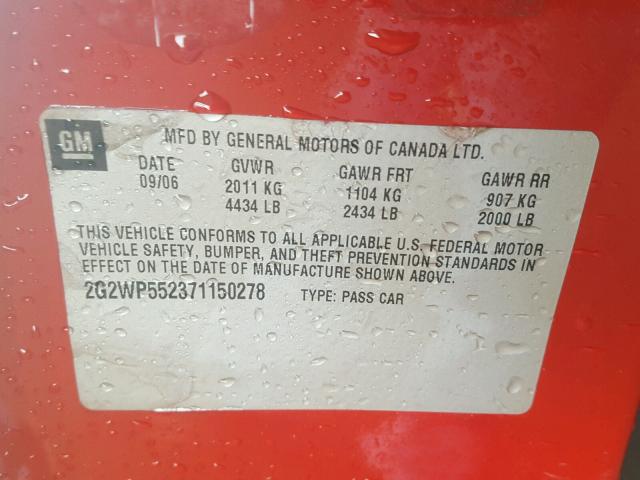 GM
MFD BY GENERAL MOTORS OF CANADA LTD.
DATE GVWR GAWR FRT GAWR RR
09/06 2011 KG 1104 KG 907 KG
4434 LB 2434 LB 2000 LB
THIS VEHICLE CONFORMS TO ALL APPLICABLE U.S. FEDERAL MOTOR
VEHICLE SAFETY, BUMPER, AND THEFT PREVENTION STANDARDS IN
EFFECT ON THE DATE OF MANUFACTURE SHOWN ABOVE.
2G2WP552371150278 TYPE: PASS CAR